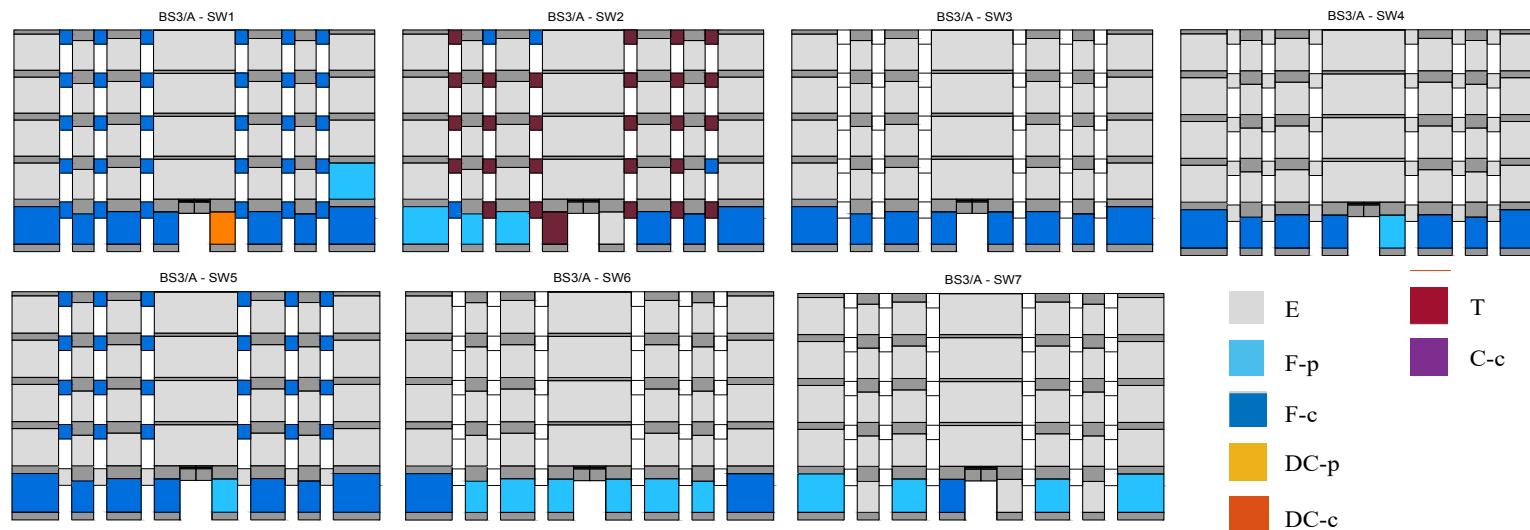 BS3/A - SW1
BS3/A - SW2
BS3/A - SW3
BS3/A - SW4
BS3/A - SW5
BS3/A - SW6
BS3/A - SW7
E
F-p
F-c
DC-p
DC-c
T
C-c